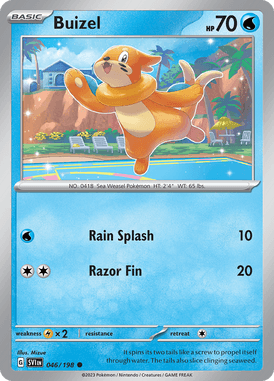 BASIC
Buizel
HP 70
NO. 0418 Sea Weasel Pokémon HT: 2'4" WT: 65 lbs.
Rain Splash 10
Razor Fin 20
weakness ×2 resistance retreat
Illus. Mizue
G SVI EN 046/198
It spins its two tails like a screw to propel itself
through water. The tails also slice clinging seaweed.
©2023 Pokémon / Nintendo / Creatures / GAME FREAK